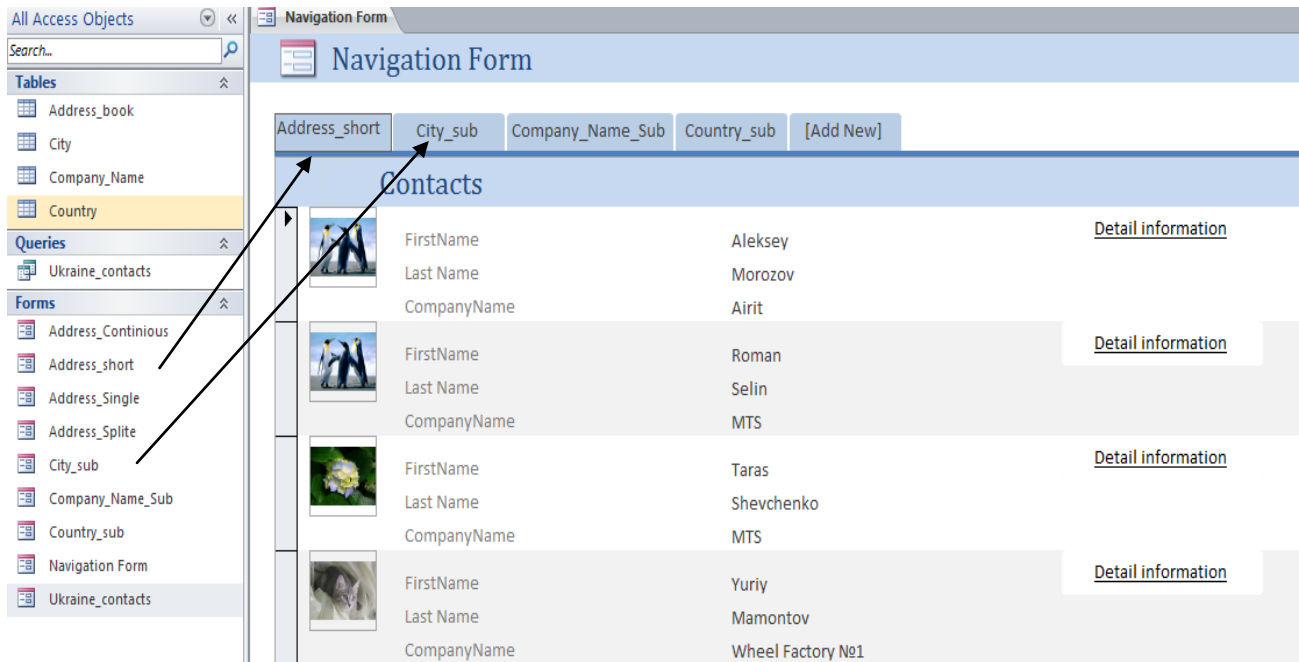 All Access Objects
Search...
Tables
Address_book
City
Company_Name
Country
Queries
Ukraine_contacts
Forms
Address_Continious
Address_short
Address_Single
Address_Splite
City_sub
Company_Name_Sub
Country_sub
Navigation Form
Ukraine_contacts
Navigation Form
Navigation Form
Address_short City_sub Company_Name_Sub Country_sub [Add New]
Contacts
FirstName Aleksey Detail information
Last Name Morozov
CompanyName Airit
FirstName Roman Detail information
Last Name Selin
CompanyName MTS
FirstName Taras Detail information
Last Name Shevchenko
CompanyName MTS
FirstName Yuriy Detail information
Last Name Mamontov
CompanyName Wheel Factory №1